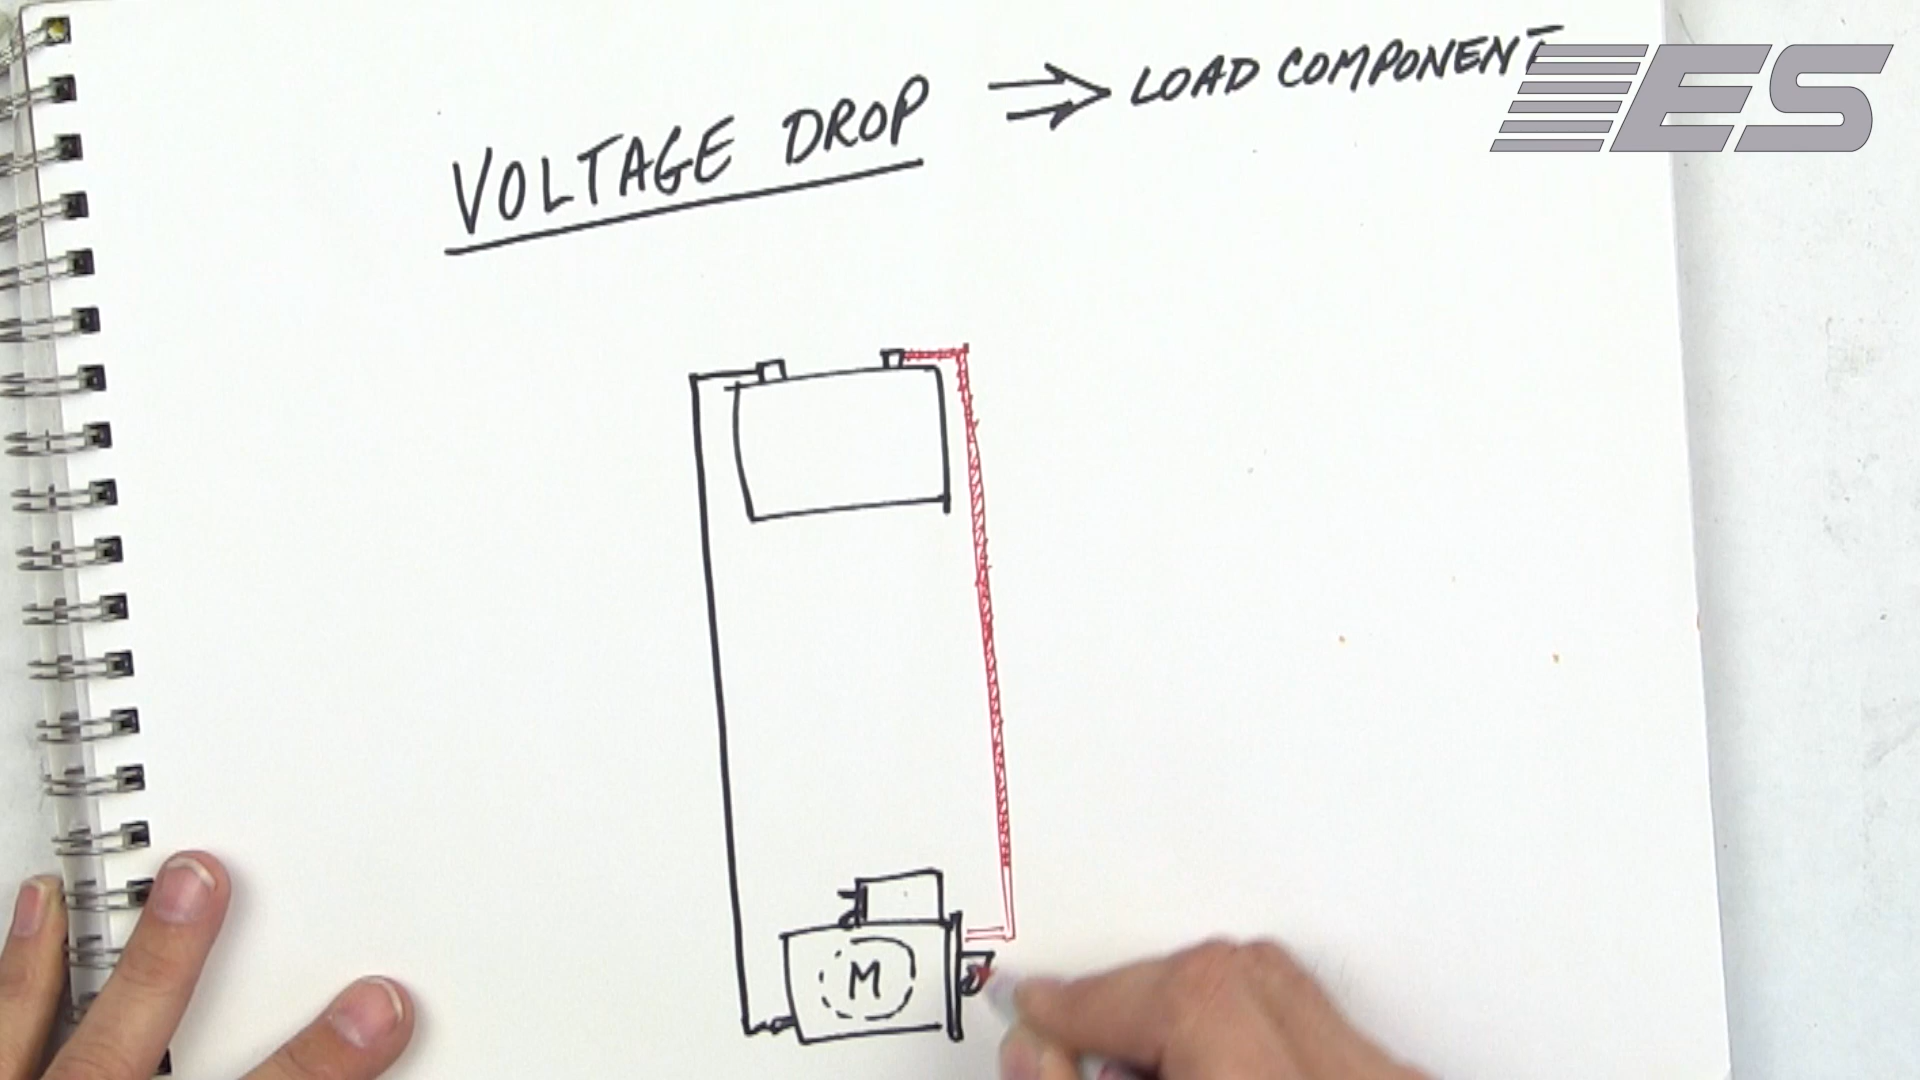 VOLTAGE DROP ⇒ LOAD COMPONENT
ES
M